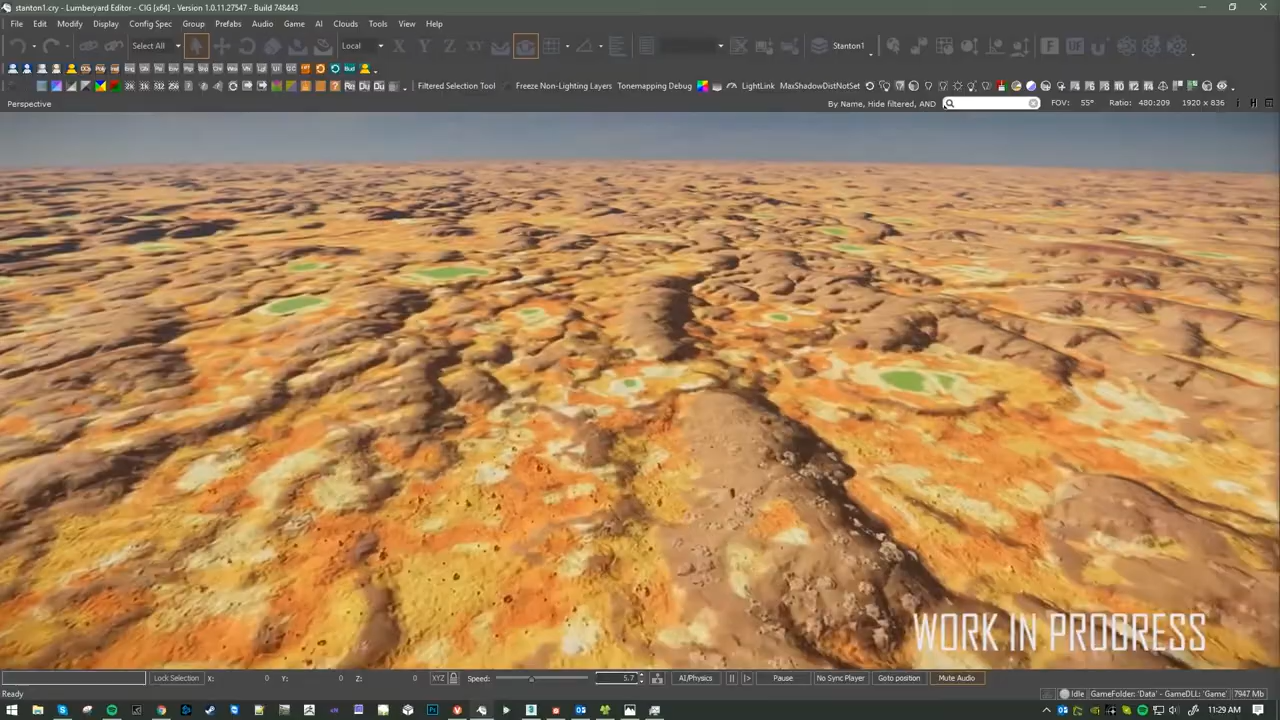 stanton1.cry - Lumberyard Editor - CIG [x64] - Version 1.0.11.27547 - Build 748443
File Edit Modify Display Config Spec Group Prefabs Audio Game AI Clouds Tools View Help
Select All Local X Y Z XY Stanton1
Filtered Selection Tool Freeze Non-Lighting Layers Tonemapping Debug LightLink MaxShadowDistNotSet
Perspective By Name, Hide filtered, AND FOV: 55° Ratio: 480:209 1920 x 836
WORK IN PROGRESS
Lock Selection X: 0 Y: 0 Z: 0 XYZ Speed: 5.7 AI/Physics Pause No Sync Player Goto position Mute Audio
Ready Idle GameFolder: 'Data' - GameDLL: 'Game' 7947 Mb
11:29 AM